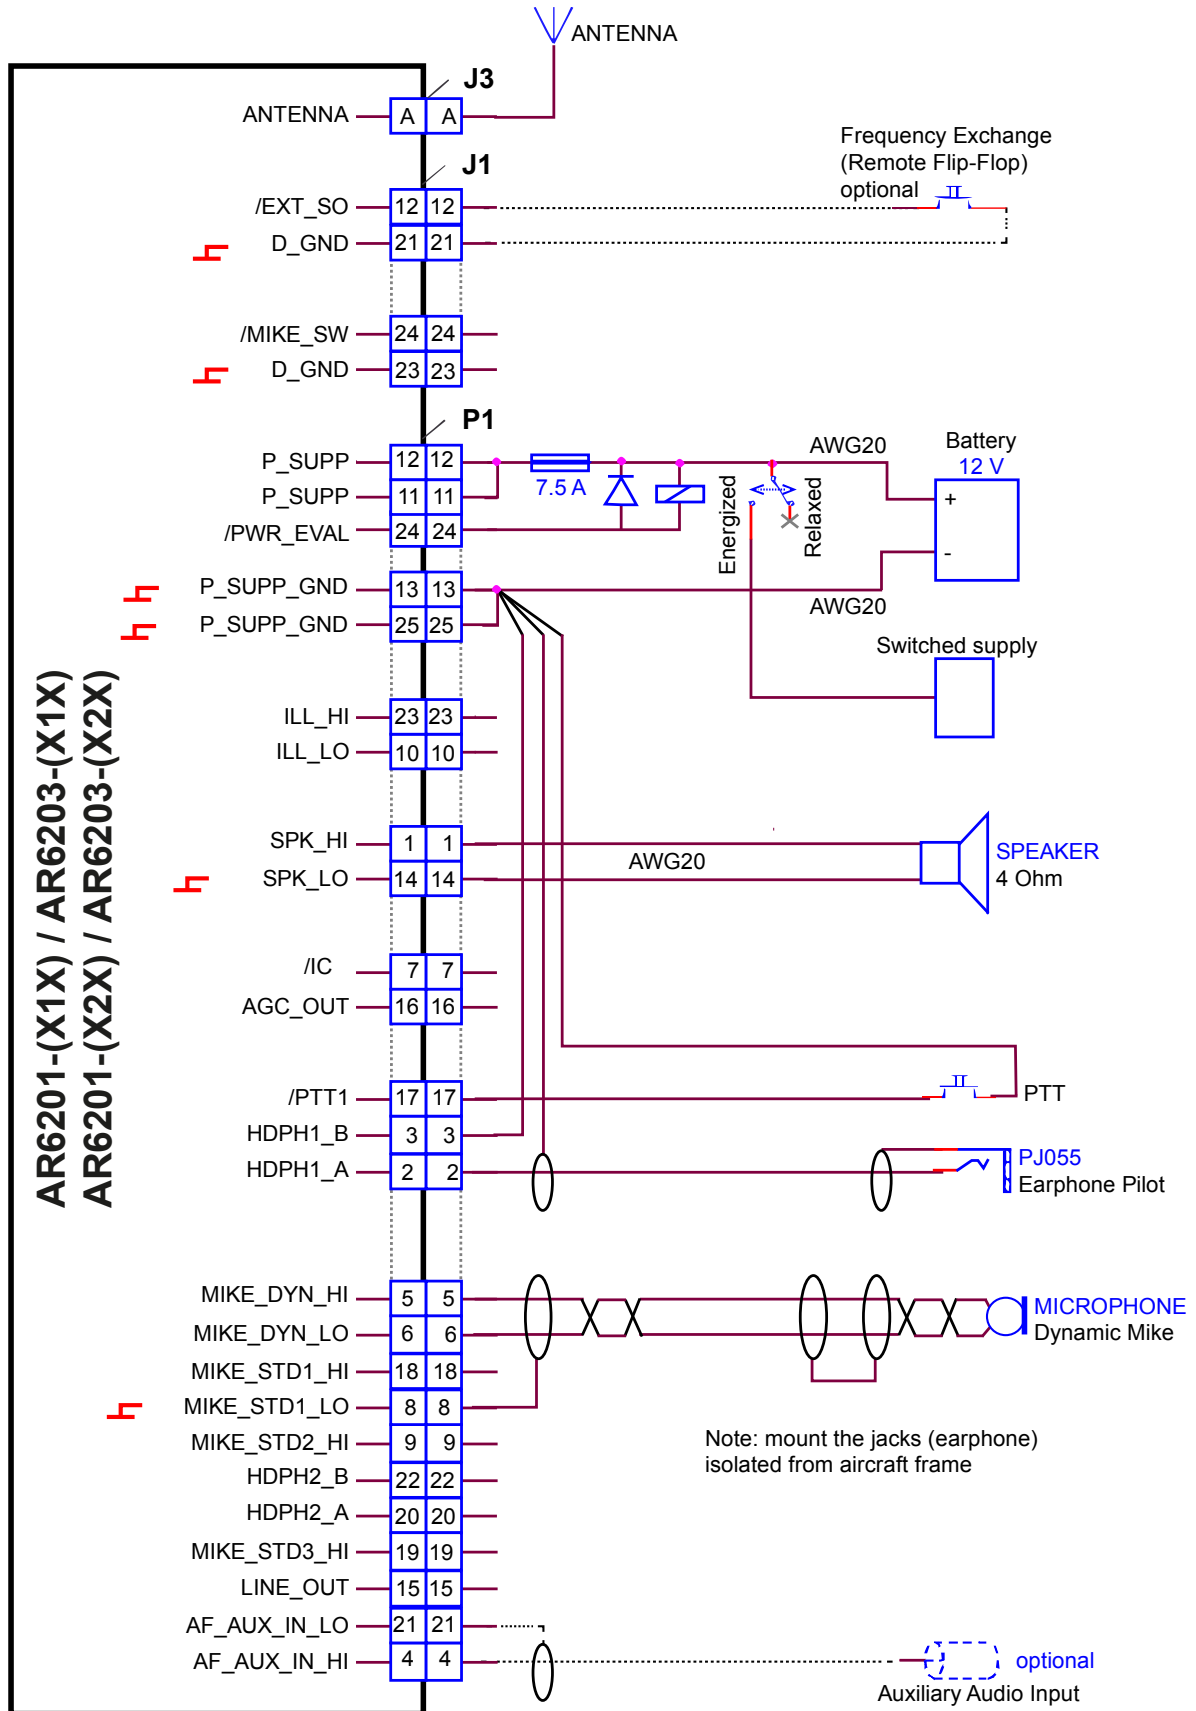 ANTENNA
J3
ANTENNA A A
J1
Frequency Exchange
(Remote Flip-Flop)
optional
/EXT_SO 12 12
D_GND 21 21
/MIKE_SW 24 24
D_GND 23 23
P1
P_SUPP 12 12
P_SUPP 11 11
/PWR_EVAL 24 24
7.5 A
AWG20
Energized
Relaxed
Battery
12 V
+
-
P_SUPP_GND 13 13
AWG20
P_SUPP_GND 25 25
Switched supply
AR6201-(X1X) / AR6203-(X1X)
AR6201-(X2X) / AR6203-(X2X)
ILL_HI 23 23
ILL_LO 10 10
SPK_HI 1 1
AWG20
SPK_LO 14 14
SPEAKER
4 Ohm
/IC 7 7
AGC_OUT 16 16
/PTT1 17 17
PTT
HDPH1_B 3 3
HDPH1_A 2 2
PJ055
Earphone Pilot
MIKE_DYN_HI 5 5
MIKE_DYN_LO 6 6
MICROPHONE
Dynamic Mike
MIKE_STD1_HI 18 18
MIKE_STD1_LO 8 8
MIKE_STD2_HI 9 9
Note: mount the jacks (earphone)
isolated from aircraft frame
HDPH2_B 22 22
HDPH2_A 20 20
MIKE_STD3_HI 19 19
LINE_OUT 15 15
AF_AUX_IN_LO 21 21
AF_AUX_IN_HI 4 4
optional
Auxiliary Audio Input